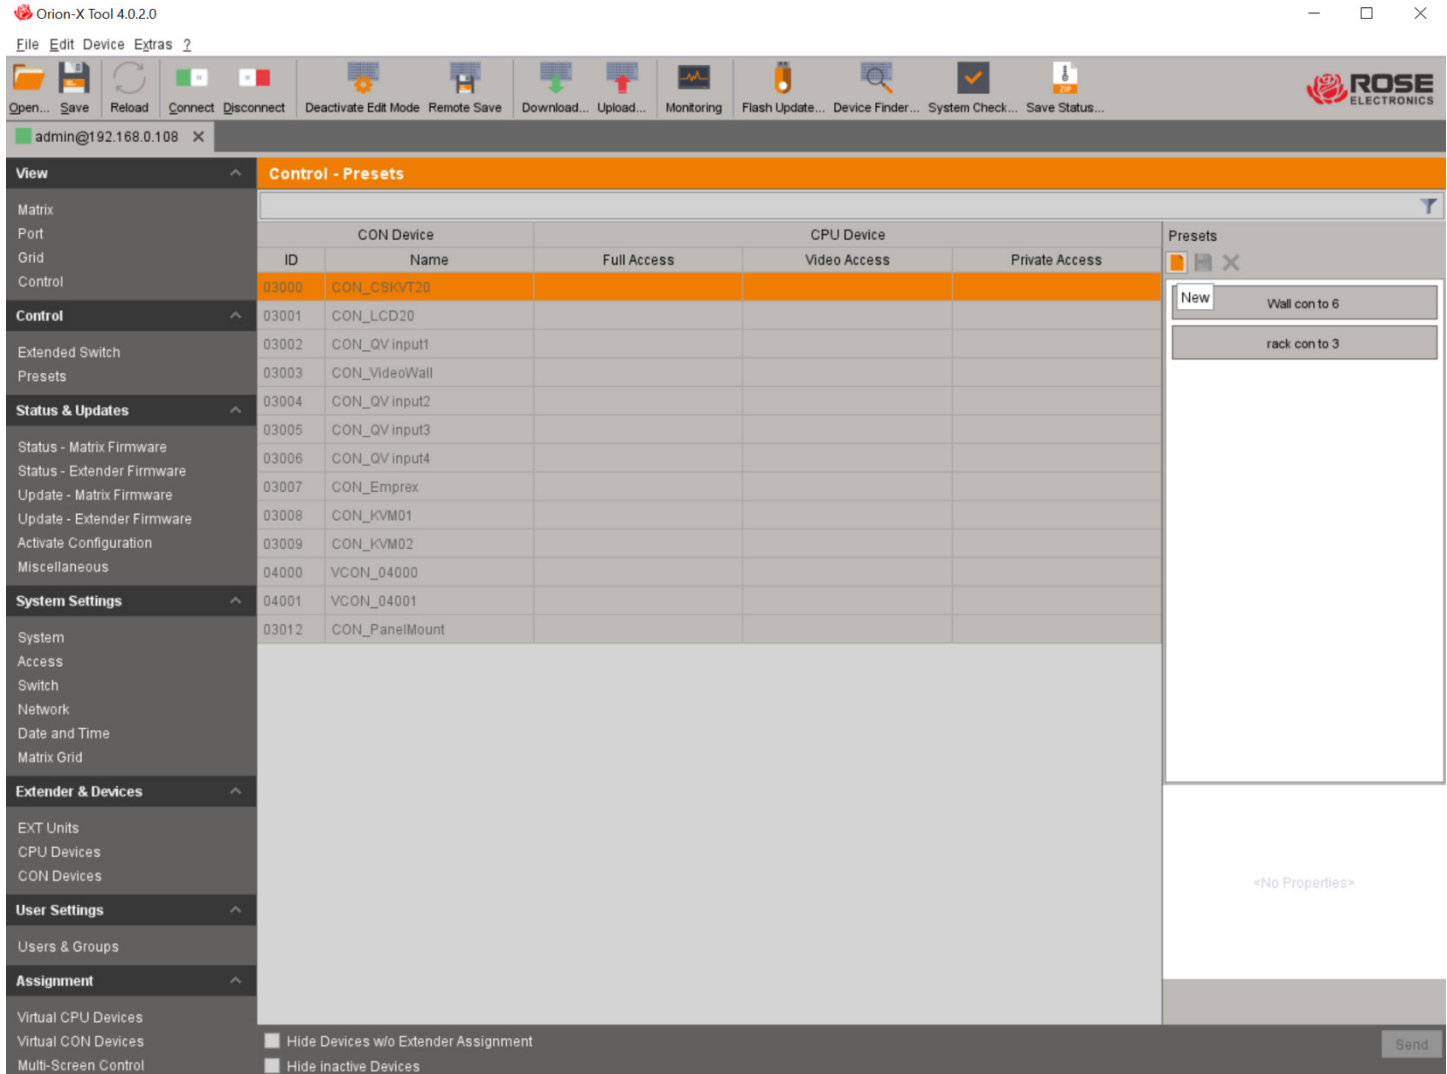 Orion-X Tool 4.0.2.0
File Edit Device Extras ?
Open... Save Reload Connect Disconnect Deactivate Edit Mode Remote Save Download... Upload... Monitoring Flash Update... Device Finder... System Check... Save Status...
ZIP
ROSE
ELECTRONICS
admin@192.168.0.108
View
Matrix
Port
Grid
Control
Control
Extended Switch
Presets
Status & Updates
Status - Matrix Firmware
Status - Extender Firmware
Update - Matrix Firmware
Update - Extender Firmware
Activate Configuration
Miscellaneous
System Settings
System
Access
Switch
Network
Date and Time
Matrix Grid
Extender & Devices
EXT Units
CPU Devices
CON Devices
User Settings
Users & Groups
Assignment
Virtual CPU Devices
Virtual CON Devices
Multi-Screen Control
Control - Presets
CON Device CPU Device
ID Name Full Access Video Access Private Access
03000 CON_CSKVT20
03001 CON_LCD20
03002 CON_QV input1
03003 CON_VideoWall
03004 CON_QV input2
03005 CON_QV input3
03006 CON_QV input4
03007 CON_Emprex
03008 CON_KVM01
03009 CON_KVM02
04000 VCON_04000
04001 VCON_04001
03012 CON_PanelMount
Presets
New
Wall con to 6
rack con to 3
<No Properties>
Hide Devices w/o Extender Assignment
Hide inactive Devices
Send